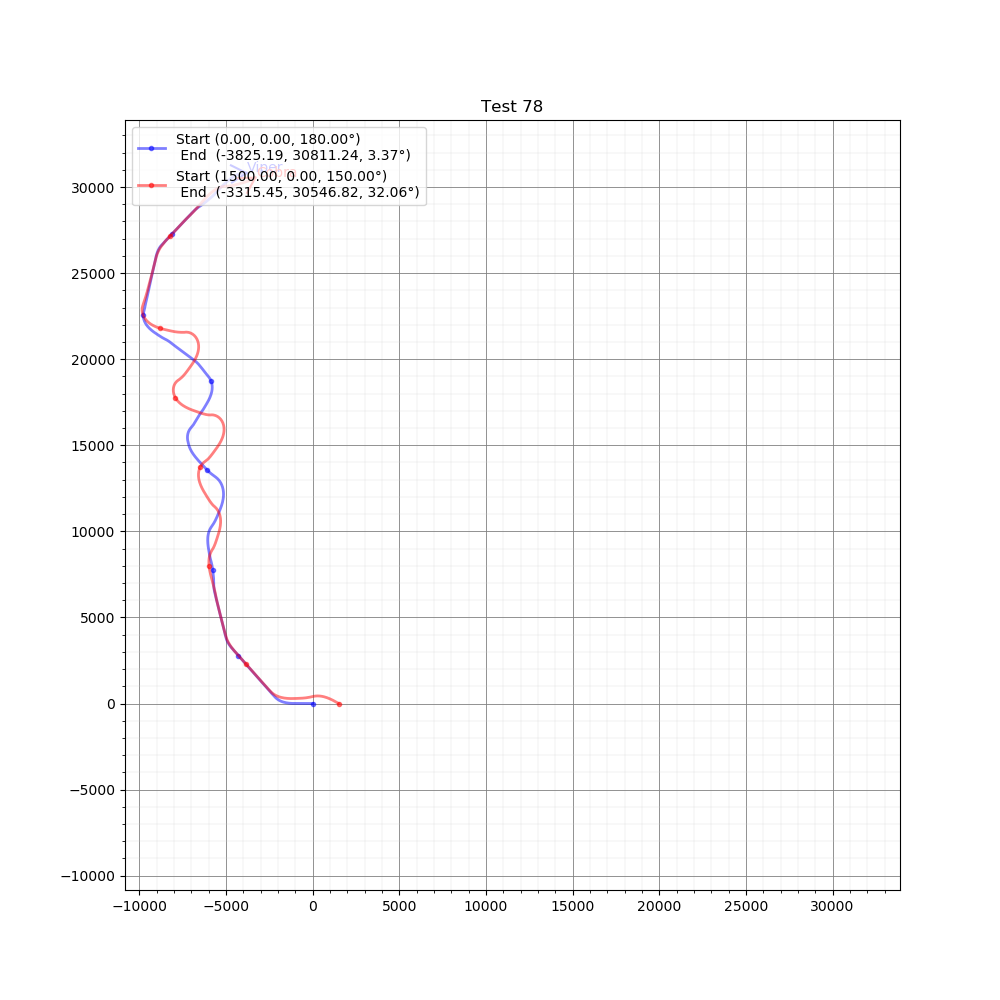 Test 78
Start (0.00, 0.00, 180.00°)
End (-3825.19, 30811.24, 3.37°)
Start (1500.00, 0.00, 150.00°)
End (-3315.45, 30546.82, 32.06°)
Viper
30000
25000
20000
15000
10000
5000
0
−5000
−10000
−10000 −5000 0 5000 10000 15000 20000 25000 30000